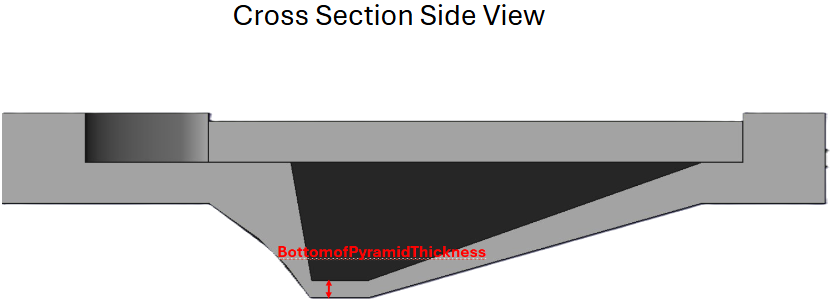 Cross Section Side View
BottomofPyramidThickness